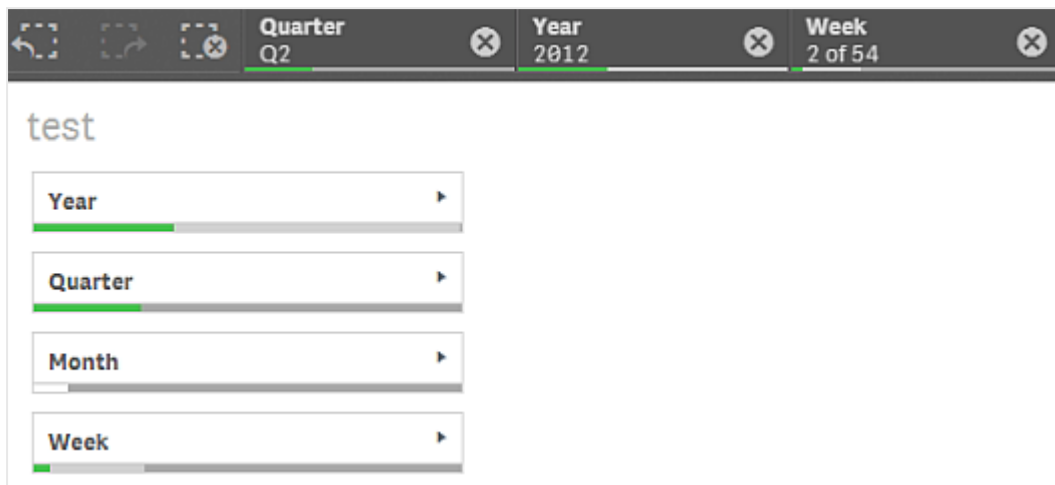 Quarter
Q2
Year
2012
Week
2 of 54
test
Year
Quarter
Month
Week